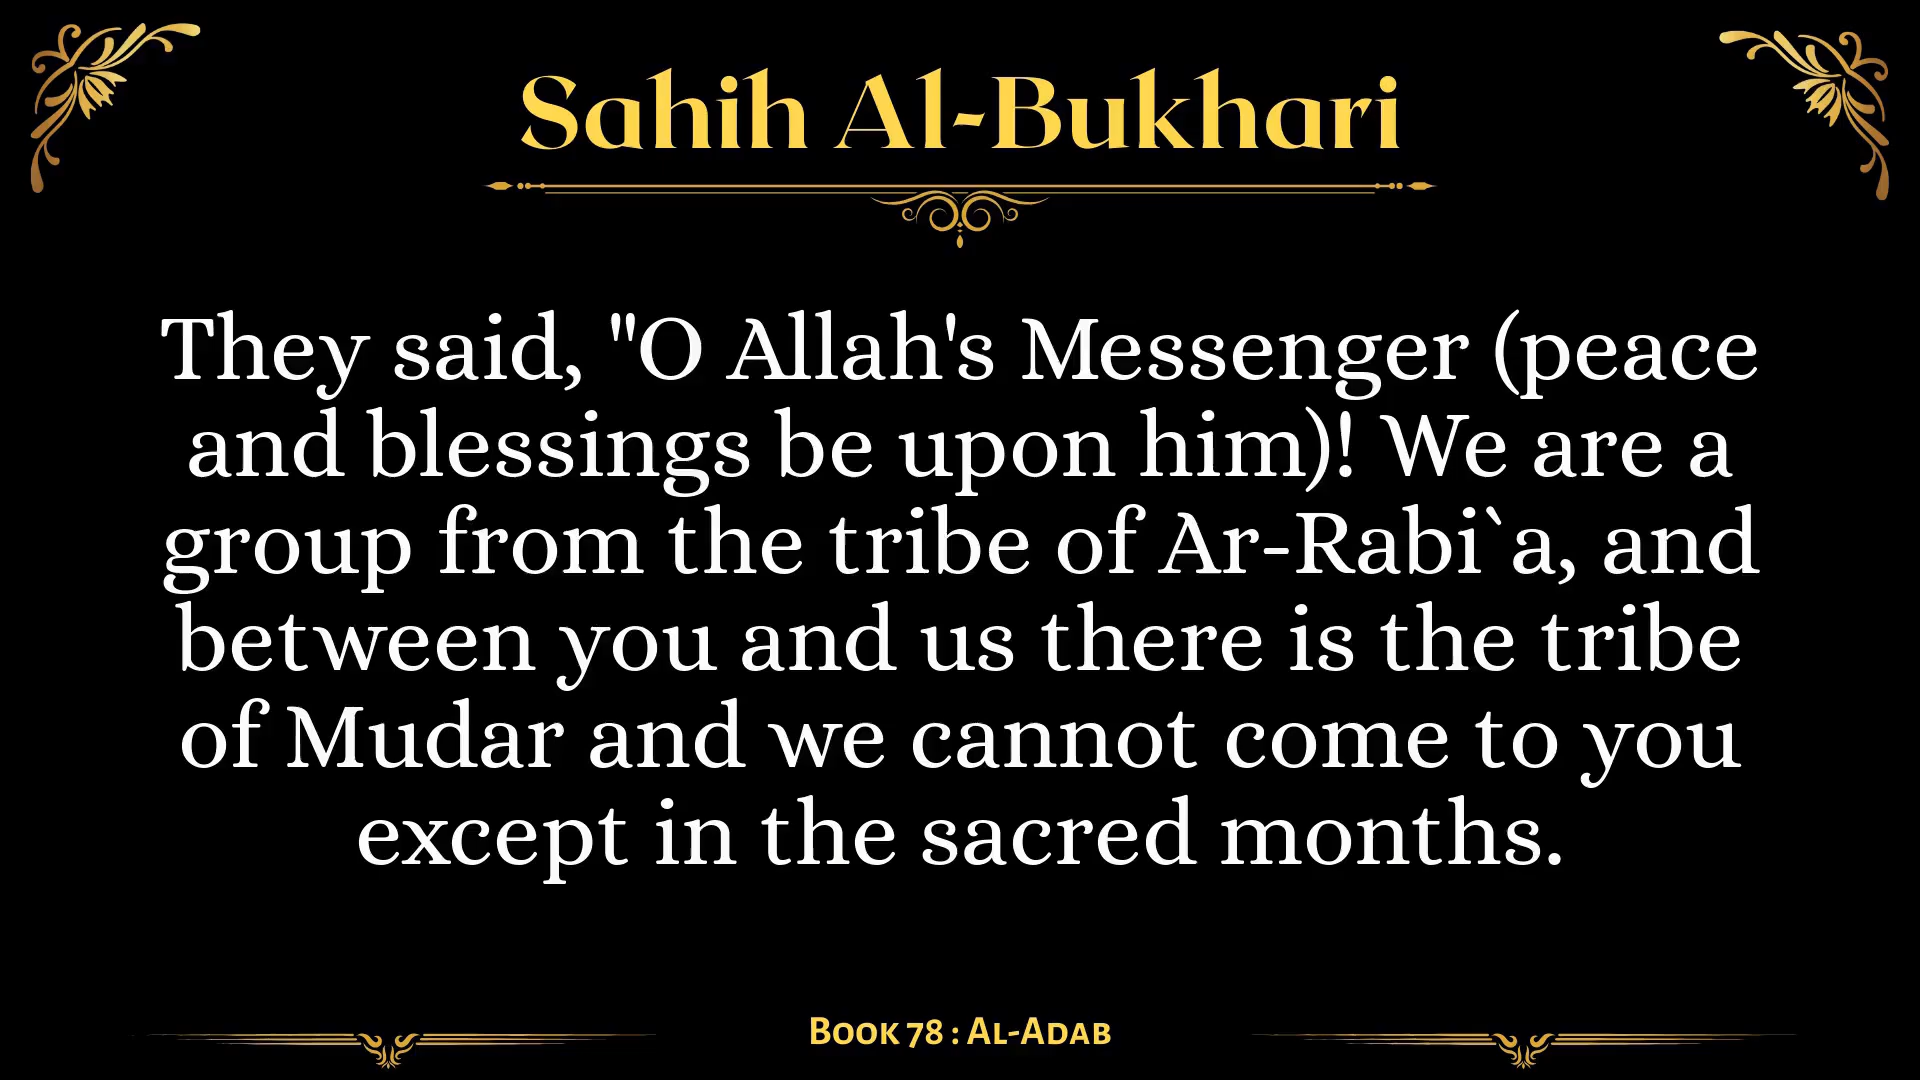 Sahih Al-Bukhari
They said, "O Allah's Messenger (peace
and blessings be upon him)! We are a
group from the tribe of Ar-Rabi`a, and
between you and us there is the tribe
of Mudar and we cannot come to you
except in the sacred months.
Book 78 : Al-Adab